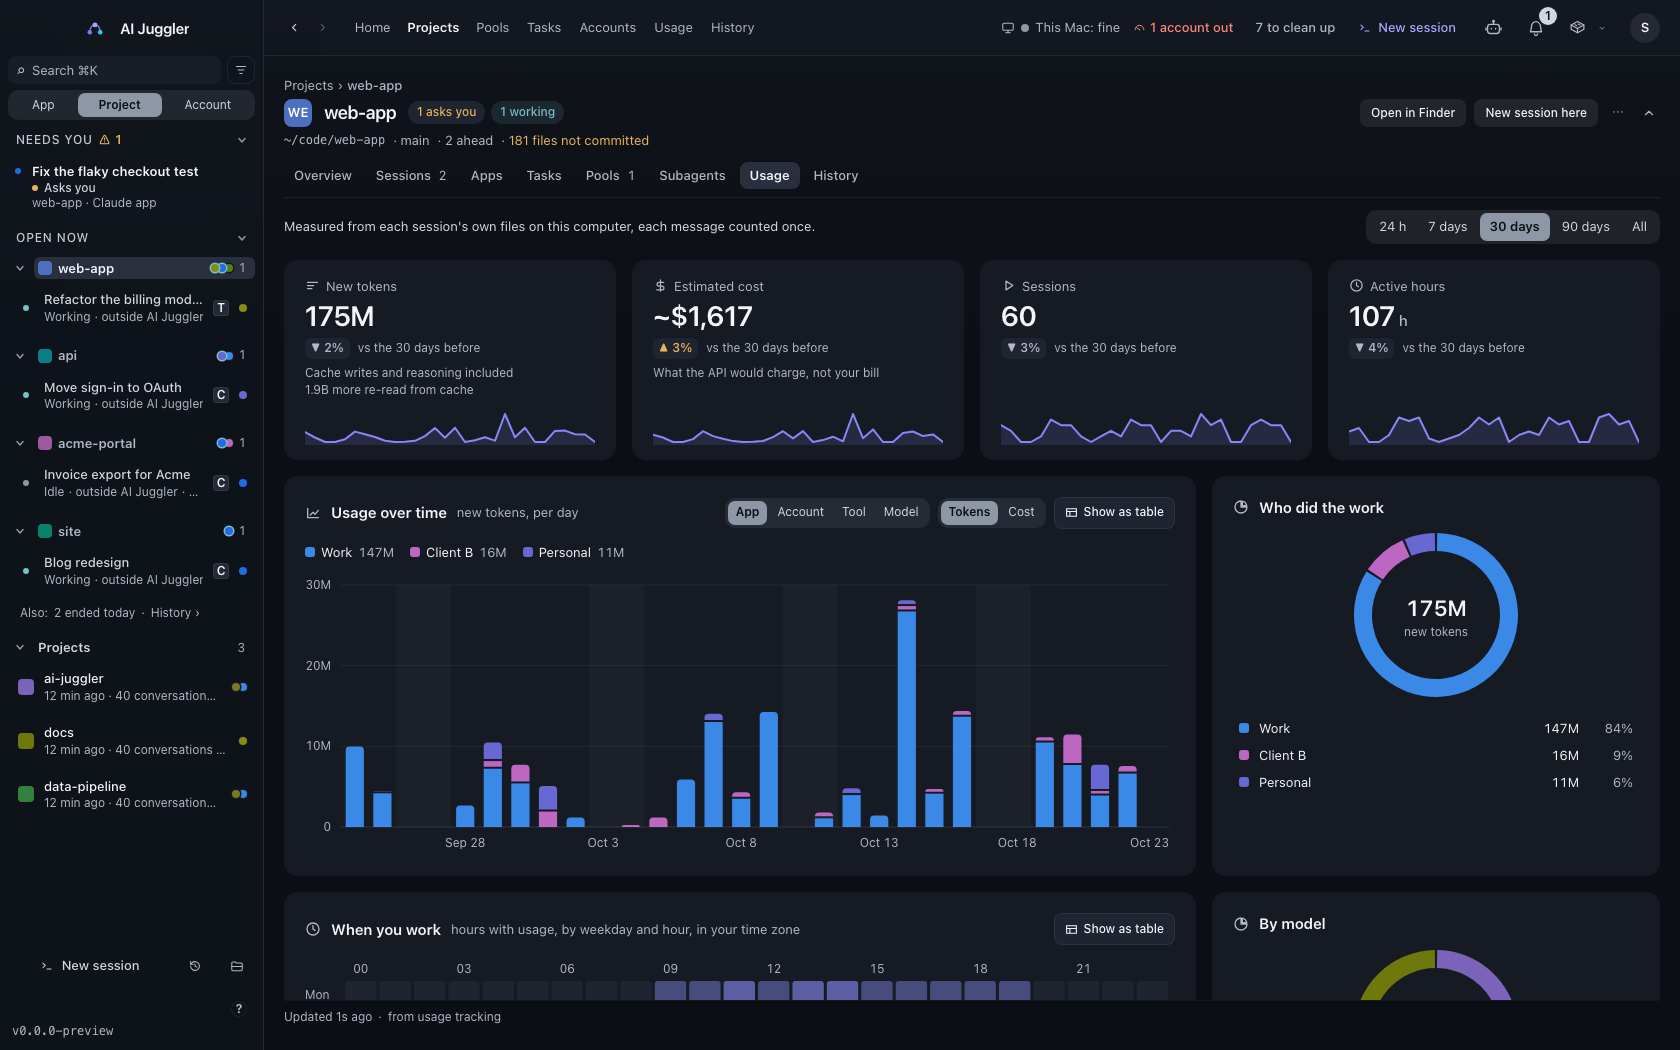 AI Juggler
Search ⌘K
App Project Account
NEEDS YOU 1
Fix the flaky checkout test
Asks you
web-app · Claude app
OPEN NOW
web-app 1
Refactor the billing mod... T
Working · outside AI Juggler
api 1
Move sign-in to OAuth C
Working · outside AI Juggler
acme-portal 1
Invoice export for Acme C
Idle · outside AI Juggler · ...
site 1
Blog redesign C
Working · outside AI Juggler
Also: 2 ended today · History ›
Projects 3
ai-juggler
12 min ago · 40 conversation...
docs
12 min ago · 40 conversations ...
data-pipeline
12 min ago · 40 conversation...
New session
?
v0.0.0-preview
Home Projects Pools Tasks Accounts Usage History
This Mac: fine 1 account out 7 to clean up New session 1 S
Projects › web-app
WE web-app 1 asks you 1 working
Open in Finder New session here ···
~/code/web-app · main · 2 ahead · 181 files not committed
Overview Sessions 2 Apps Tasks Pools 1 Subagents Usage History
Measured from each session's own files on this computer, each message counted once.
24 h 7 days 30 days 90 days All
New tokens
175M
▼ 2% vs the 30 days before
Cache writes and reasoning included
1.9B more re-read from cache
Estimated cost
~$1,617
▲ 3% vs the 30 days before
What the API would charge, not your bill
Sessions
60
▼ 3% vs the 30 days before
Active hours
107 h
▼ 4% vs the 30 days before
Usage over time new tokens, per day
App Account Tool Model Tokens Cost Show as table
Work 147M Client B 16M Personal 11M
30M
20M
10M
0
Sep 28 Oct 3 Oct 8 Oct 13 Oct 18 Oct 23
Who did the work
175M
new tokens
Work 147M 84%
Client B 16M 9%
Personal 11M 6%
When you work hours with usage, by weekday and hour, in your time zone
Show as table
00 03 06 09 12 15 18 21
Mon
By model
Updated 1s ago · from usage tracking